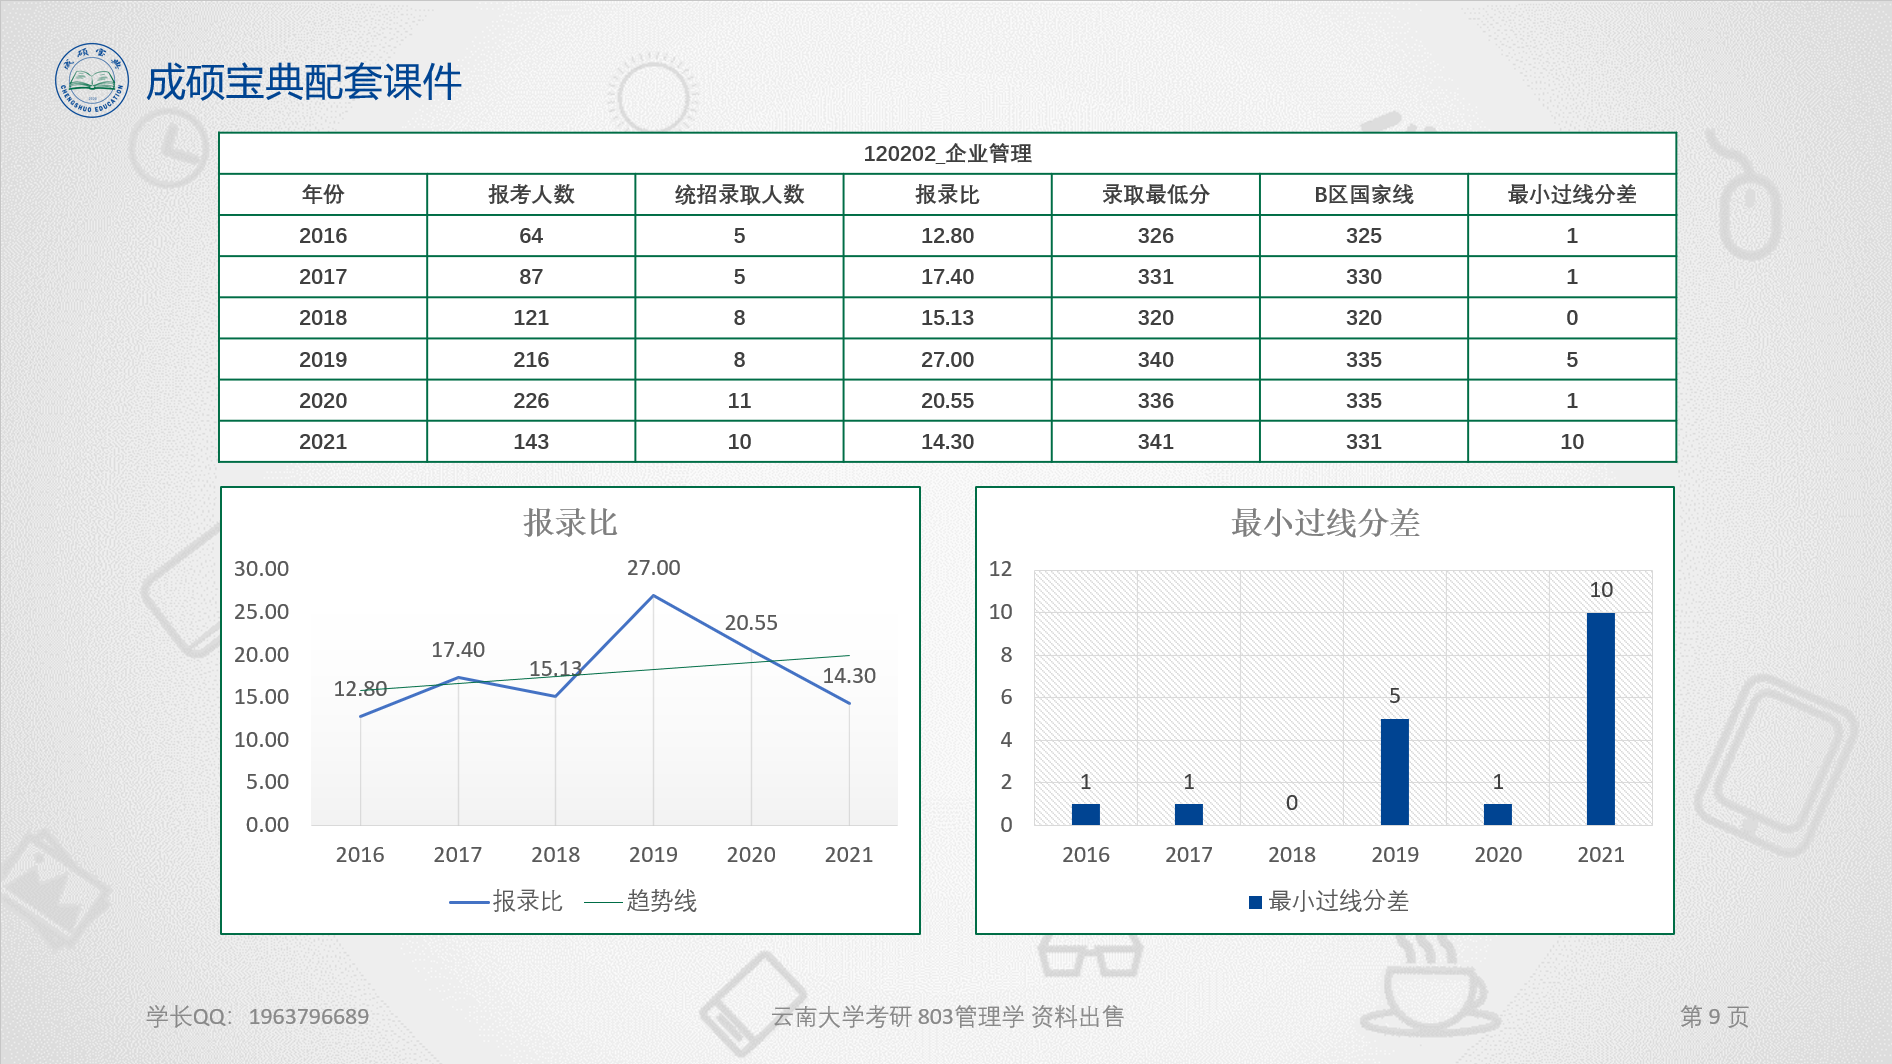 成硕宝典
CHENGSHUO EDUCATION
成硕宝典配套课件
120202_企业管理
年份 报考人数 统招录取人数 报录比 录取最低分 B区国家线 最小过线分差
2016 64 5 12.80 326 325 1
2017 87 5 17.40 331 330 1
2018 121 8 15.13 320 320 0
2019 216 8 27.00 340 335 5
2020 226 11 20.55 336 335 1
2021 143 10 14.30 341 331 10
报录比
30.00
25.00
20.00
15.00
10.00
5.00
0.00
12.80 17.40 15.13 27.00 20.55 14.30
2016 2017 2018 2019 2020 2021
报录比 趋势线
最小过线分差
12
10
8
6
4
2
0
1 1 0 5 1 10
2016 2017 2018 2019 2020 2021
最小过线分差
学长QQ：1963796689
云南大学考研 803管理学 资料出售
第 9 页